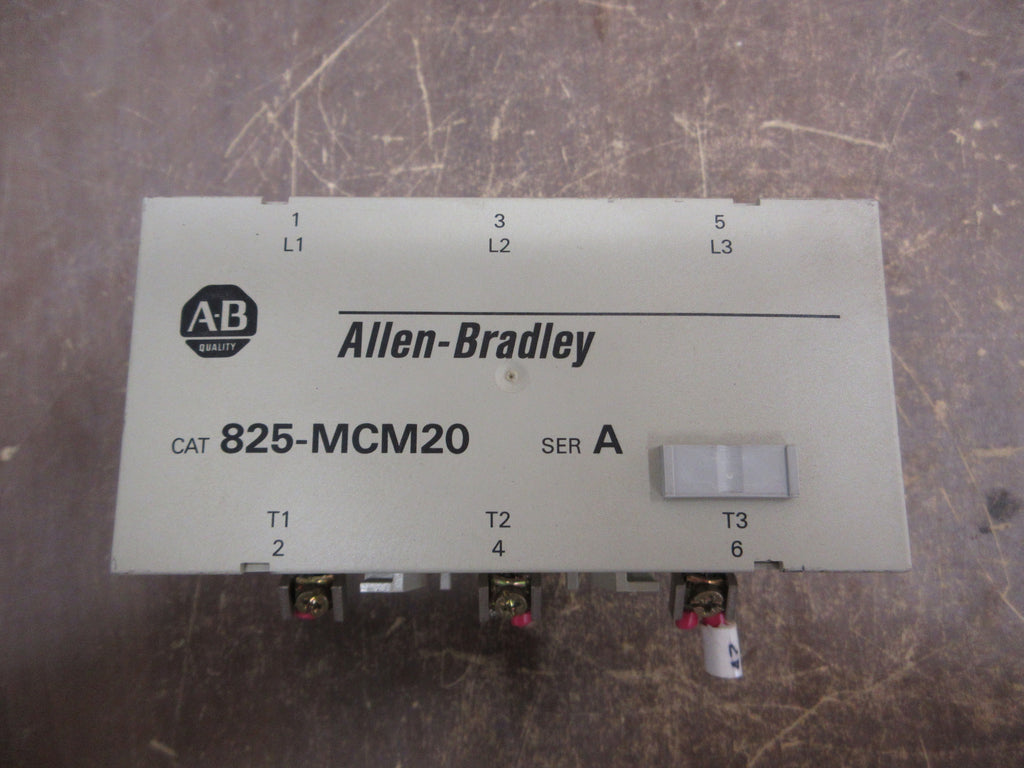 1 3 5
L1 L2 L3
A-B
QUALITY
Allen-Bradley
CAT 825-MCM20 SER A
T1 T2 T3
2 4 6